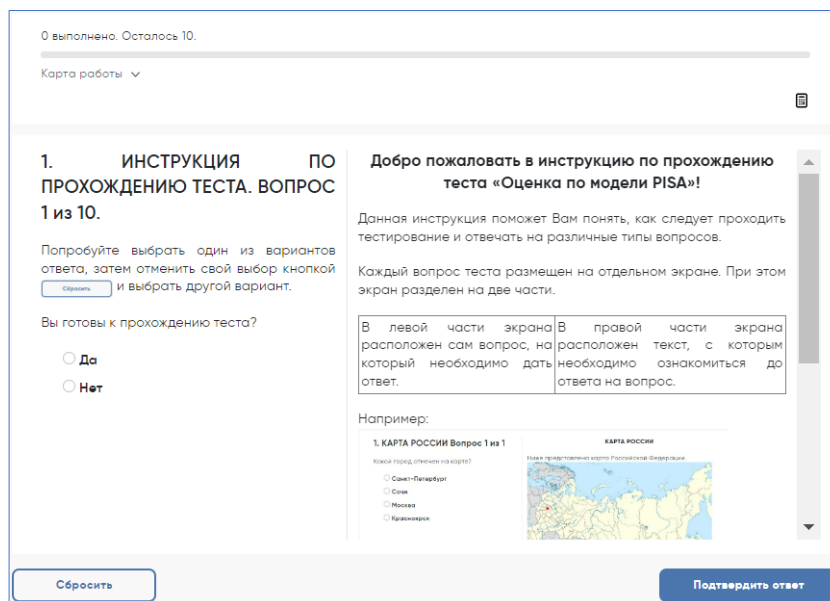 0 выполнено. Осталось 10.
Карта работы
1. ИНСТРУКЦИЯ ПО
ПРОХОЖДЕНИЮ ТЕСТА. ВОПРОС
1 из 10.
Попробуйте выбрать один из вариантов
ответа, затем отменить свой выбор кнопкой
Сбросить и выбрать другой вариант.
Вы готовы к прохождению теста?
Да
Нет
Добро пожаловать в инструкцию по прохождению
теста «Оценка по модели PISA»!
Данная инструкция поможет Вам понять, как следует проходить
тестирование и отвечать на различные типы вопросов.
Каждый вопрос теста размещен на отдельном экране. При этом
экран разделен на две части.
В левой части экрана
расположен сам вопрос, на
который необходимо дать
ответ.
В правой части экрана
расположен текст, с которым
необходимо ознакомиться до
ответа на вопрос.
Например:
1. КАРТА РОССИИ Вопрос 1 из 1
Какой город отмечен на карте?
Санкт-Петербург
Сочи
Москва
Красноярск
КАРТА РОССИИ
Ниже представлена карта Российской Федерации.
Сбросить
Подтвердить ответ